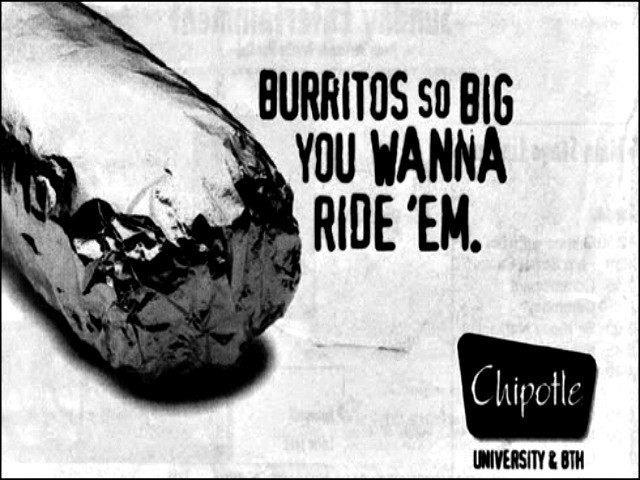 BURRITOS SO BIG
YOU WANNA
RIDE 'EM.
Chipotle
UNIVERSITY & 8TH